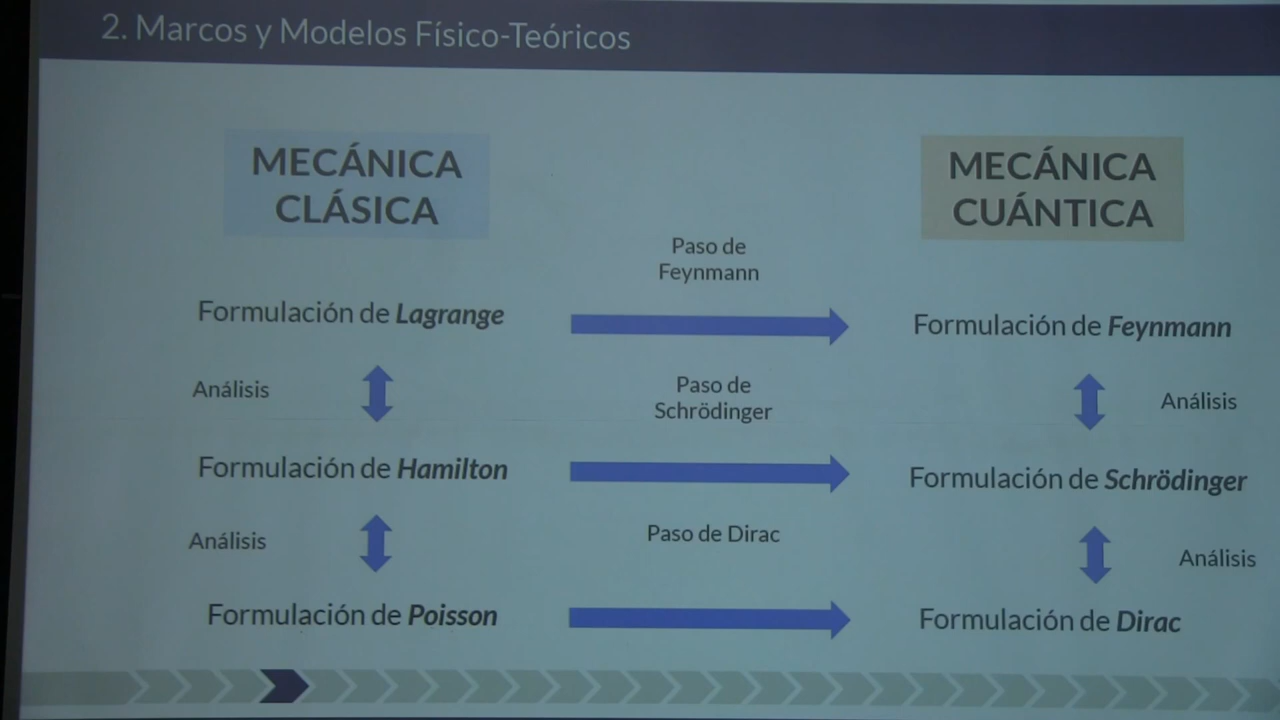 2. Marcos y Modelos Físico-Teóricos
MECÁNICA
CLÁSICA
MECÁNICA
CUÁNTICA
Paso de
Feynmann
Formulación de Lagrange
Formulación de Feynmann
Análisis
Paso de
Schrödinger
Análisis
Formulación de Hamilton
Formulación de Schrödinger
Análisis
Paso de Dirac
Análisis
Formulación de Poisson
Formulación de Dirac